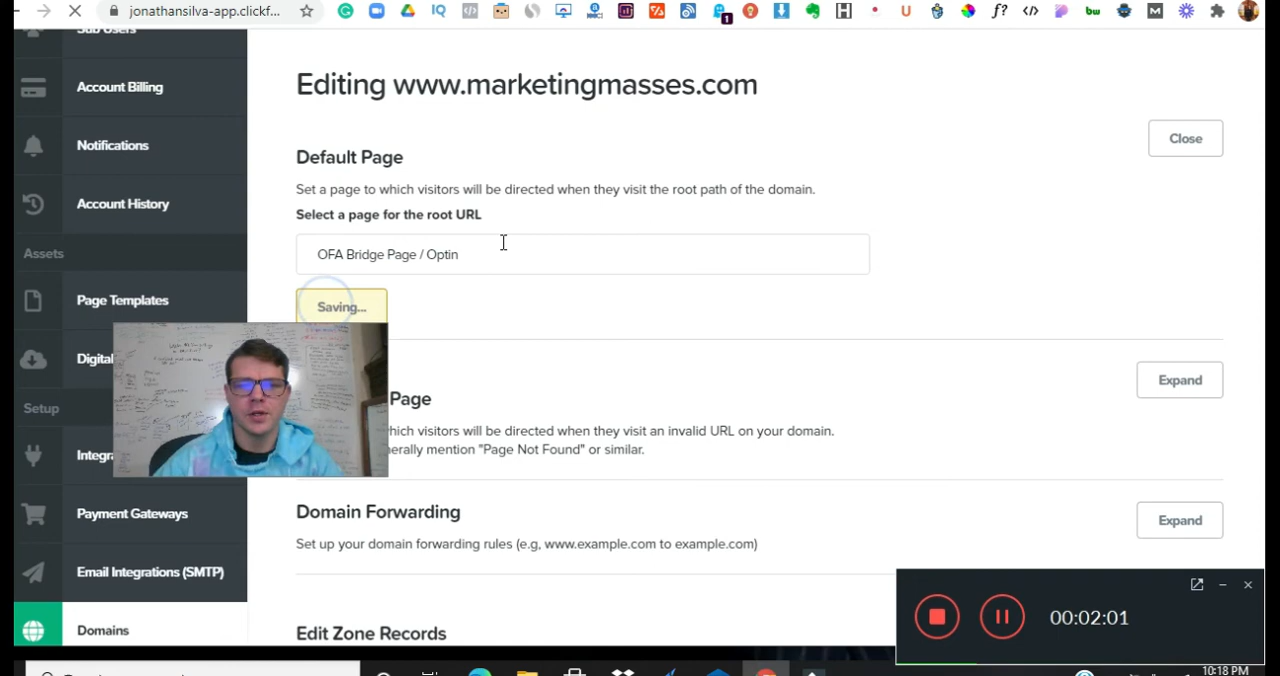 jonathansilva-app.clickf...
Sub Users
Account Billing
Notifications
Account History
Assets
Page Templates
Digital
Setup
Integra
Payment Gateways
Email Integrations (SMTP)
Domains
Editing www.marketingmasses.com
Close
Default Page
Set a page to which visitors will be directed when they visit the root path of the domain.
Select a page for the root URL
OFA Bridge Page / Optin
Saving...
Page
Expand
which visitors will be directed when they visit an invalid URL on your domain.
erally mention "Page Not Found" or similar.
Domain Forwarding
Expand
Set up your domain forwarding rules (e.g, www.example.com to example.com)
Edit Zone Records
00:02:01
10:18 PM